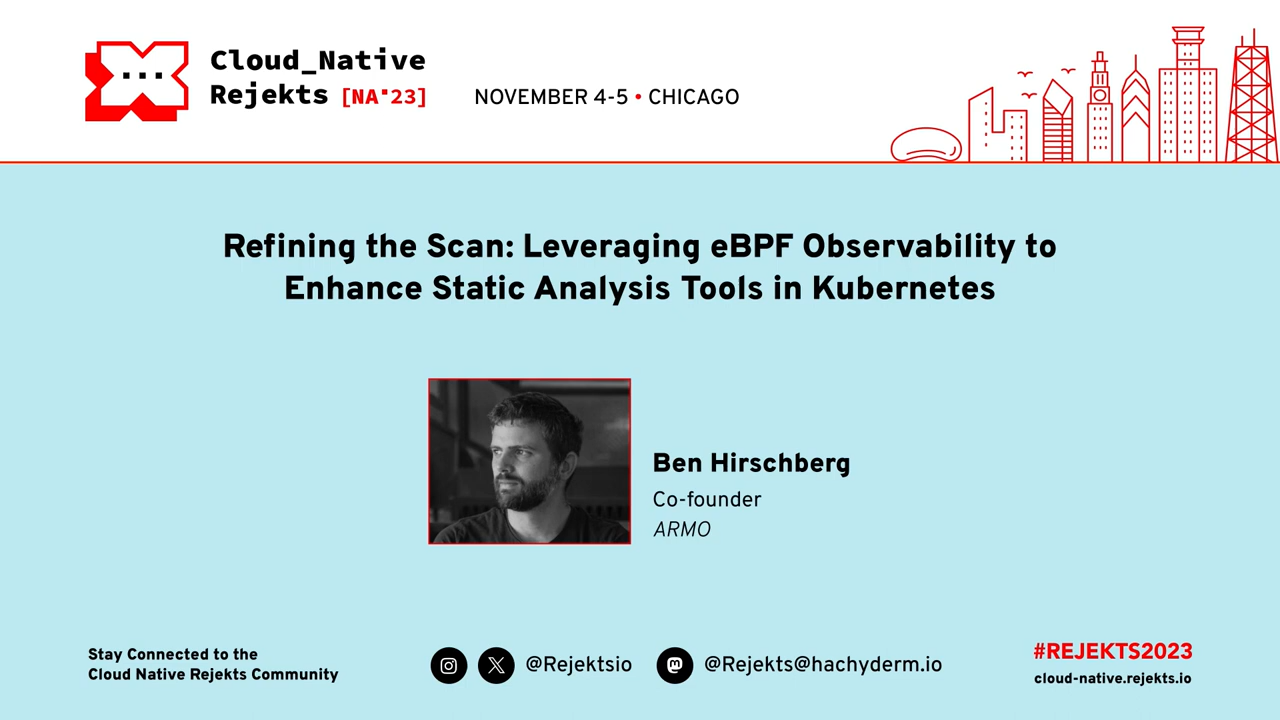 Cloud_Native
Rejekts [NA'23]
NOVEMBER 4-5 • CHICAGO
Refining the Scan: Leveraging eBPF Observability to
Enhance Static Analysis Tools in Kubernetes
Ben Hirschberg
Co-founder
ARMO
Stay Connected to the
Cloud Native Rejekts Community
@Rejektsio
@Rejekts@hachyderm.io
#REJEKTS2023
cloud-native.rejekts.io